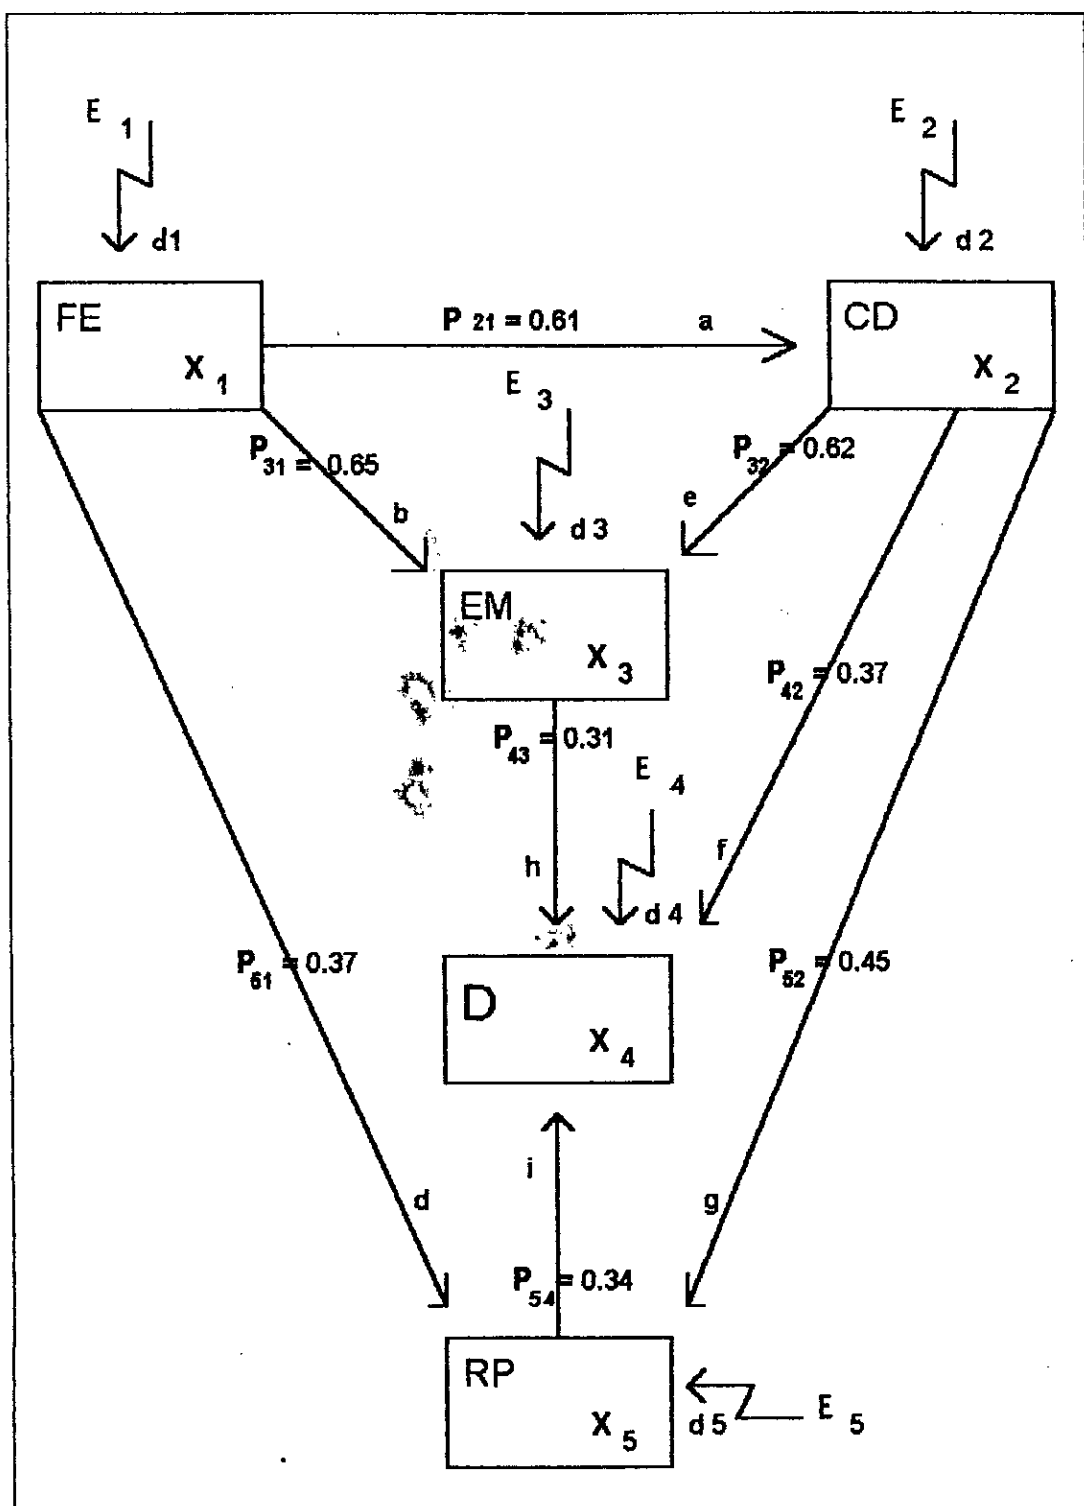 E 1
E 2
d1
d 2
FE
X 1
P 21 = 0.61
a
CD
X 2
E 3
P 31 = 0.65
P 32 = 0.62
b
d 3
e
EM
X 3
P 42 = 0.37
P 43 = 0.31
E 4
h
f
d 4
P 51 = 0.37
P 52 = 0.45
D
X 4
i
d
g
P 54 = 0.34
RP
X 5
d 5
E 5